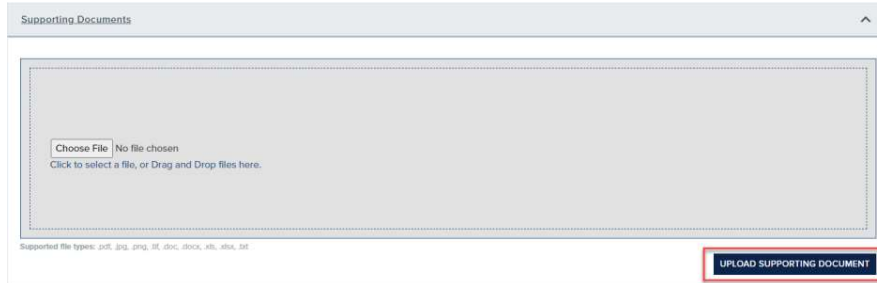 Supporting Documents
Choose File No file chosen
Click to select a file, or Drag and Drop files here.
Supported file types: .pdf, .jpg, .png, .tif, .doc, .docx, .xls, .xlsx, .txt
UPLOAD SUPPORTING DOCUMENT